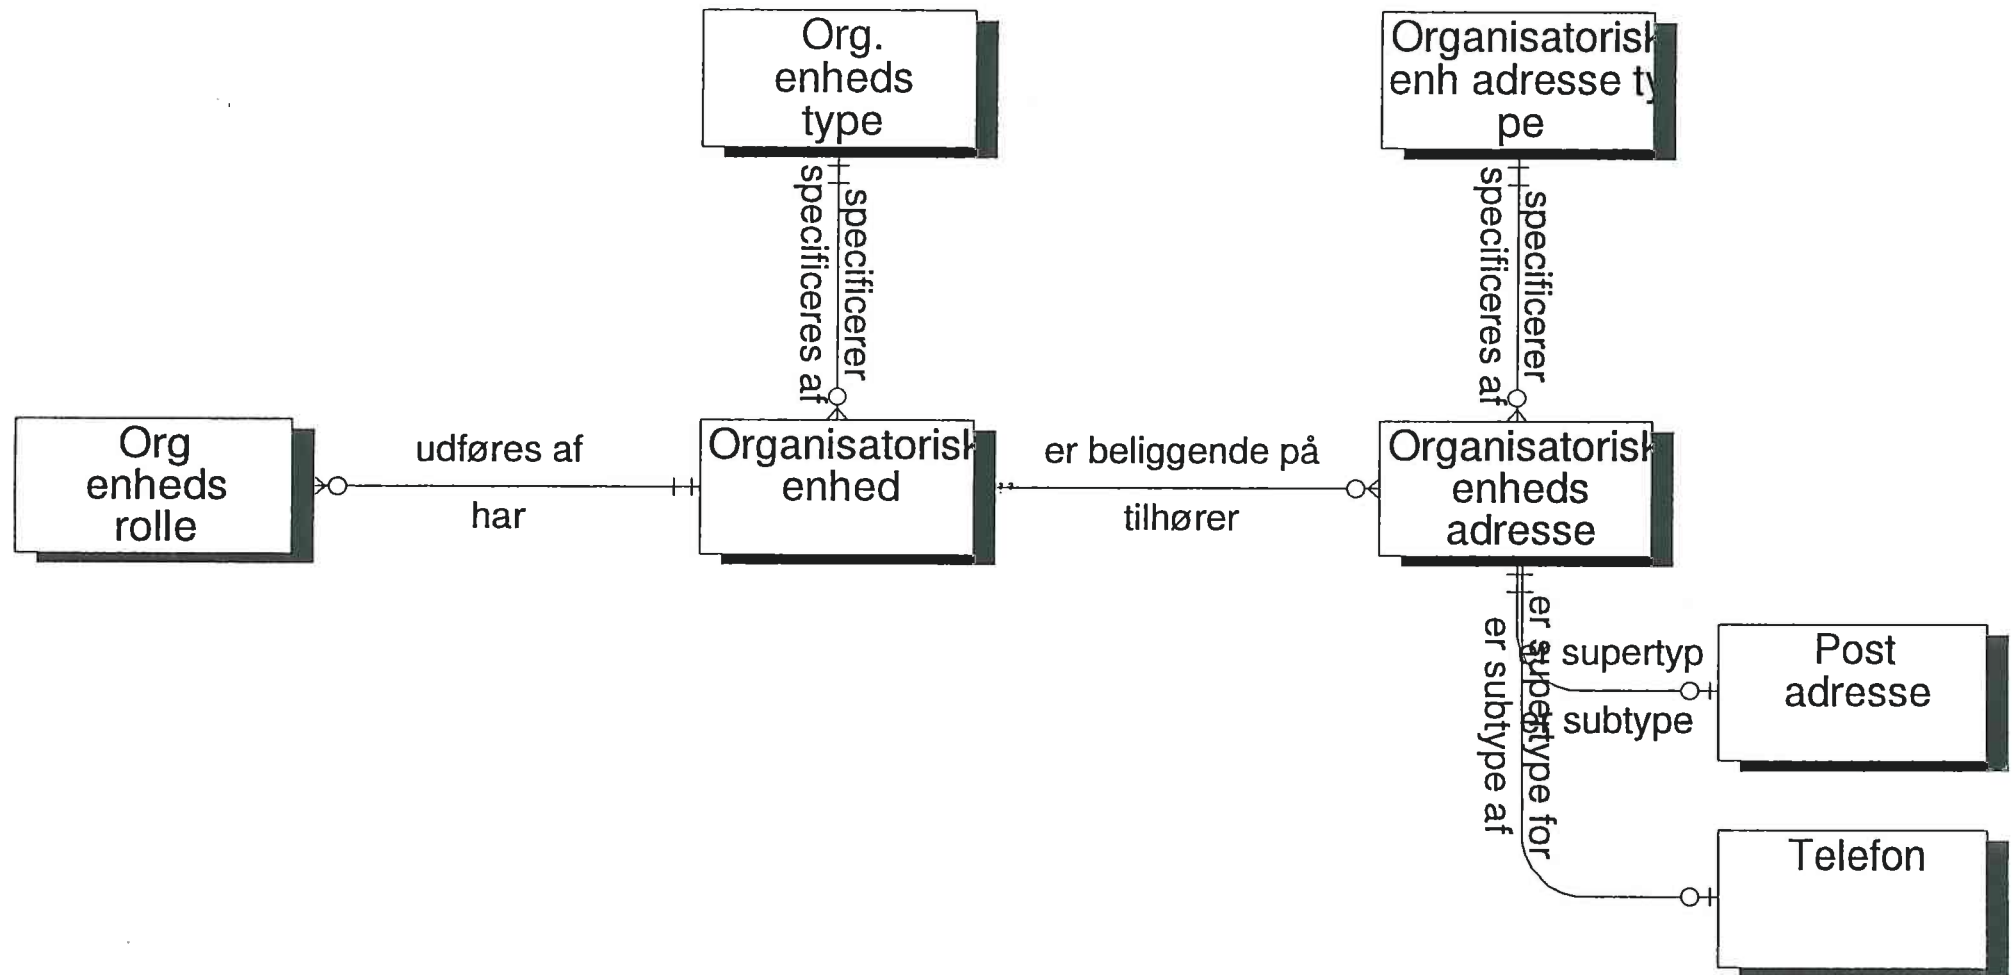 Org.
enheds
type
Organisatorisk
enh adresse ty
pe
specificerer
specificeres af
specificerer
specificeres af
Org
enheds
rolle
udføres af
har
Organisatorisk
enhed
er beliggende på
tilhører
Organisatorisk
enheds
adresse
er supertype for
er subtype af
er supertyp
er subtype
Post
adresse
Telefon